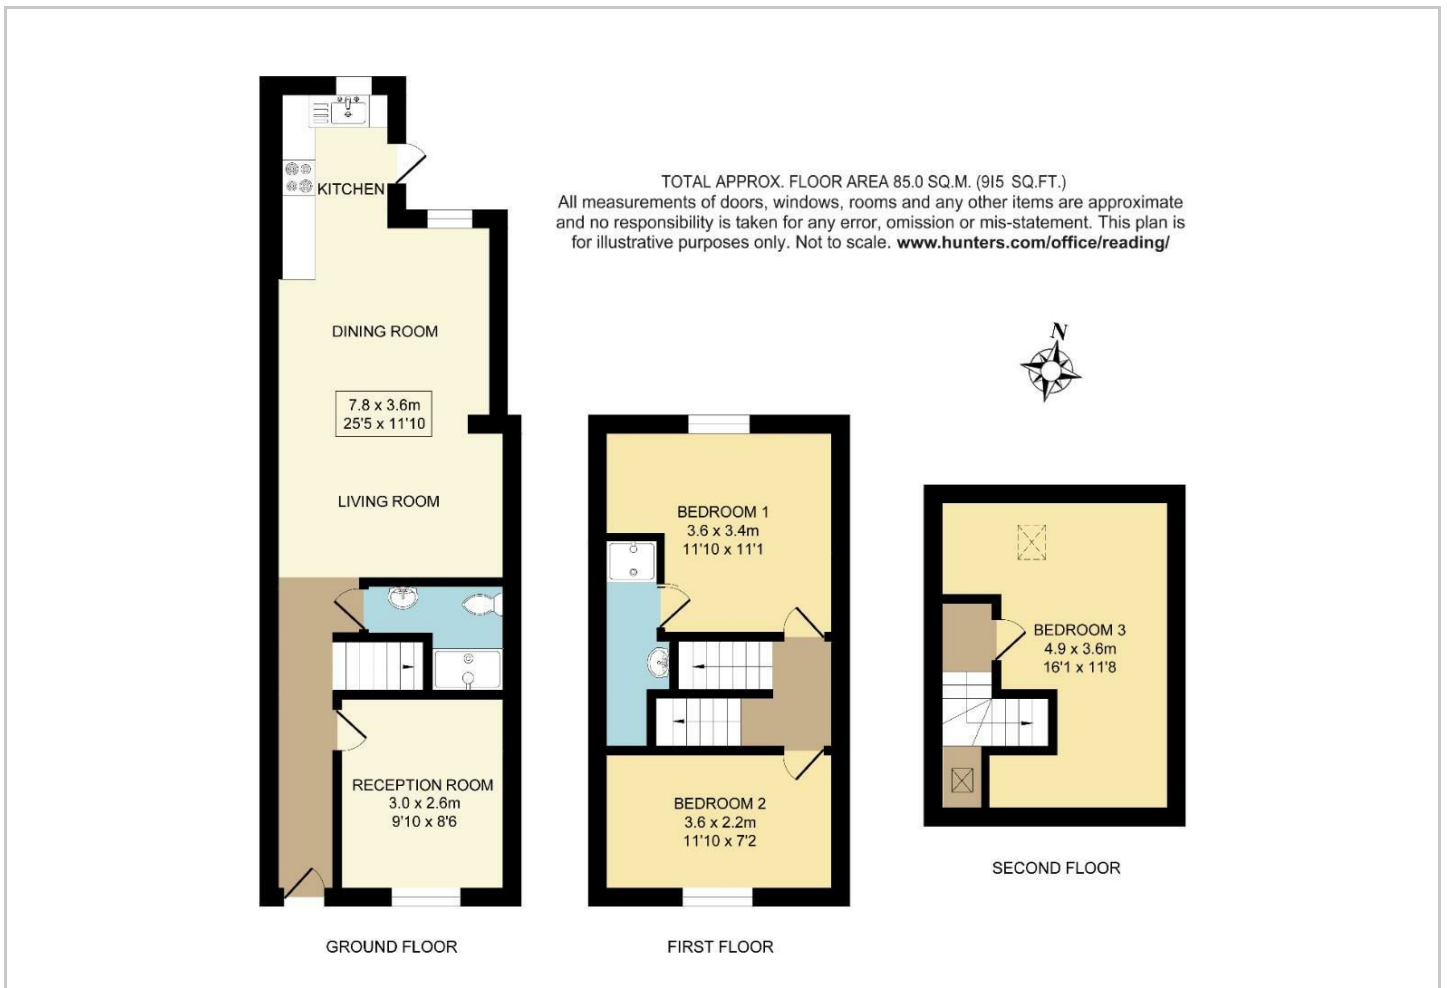 KITCHEN
TOTAL APPROX. FLOOR AREA 85.0 SQ.M. (915 SQ.FT.)
All measurements of doors, windows, rooms and any other items are approximate
and no responsibility is taken for any error, omission or mis-statement. This plan is
for illustrative purposes only. Not to scale. www.hunters.com/office/reading/
N
DINING ROOM
7.8 x 3.6m
25'5 x 11'10
LIVING ROOM
RECEPTION ROOM
3.0 x 2.6m
9'10 x 8'6
GROUND FLOOR
BEDROOM 1
3.6 x 3.4m
11'10 x 11'1
BEDROOM 2
3.6 x 2.2m
11'10 x 7'2
FIRST FLOOR
BEDROOM 3
4.9 x 3.6m
16'1 x 11'8
SECOND FLOOR